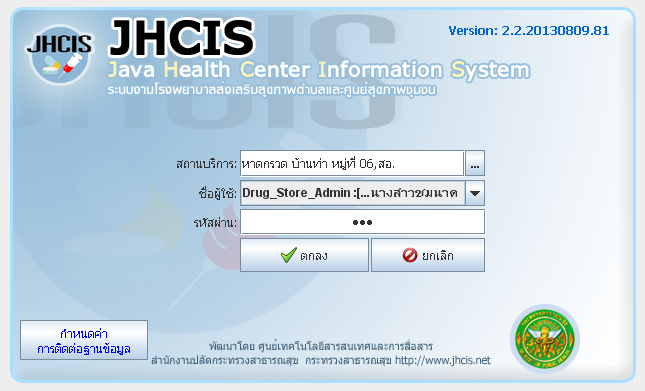 JHCIS
JHCIS
Version: 2.2.20130809.81
Java Health Center Information System
ระบบงานโรงพยาบาลส่งเสริมสุขภาพตำบลและศูนย์สุขภาพชุมชน
สถานบริการ: หาดกรวด บ้านท่า หมู่ที่ 06,สอ. ...
ชื่อผู้ใช้: Drug_Store_Admin :[...นางสาวชมนาด
รหัสผ่าน: •••
ตกลง ยกเลิก
กำหนดค่า
การติดต่อฐานข้อมูล
พัฒนาโดย ศูนย์เทคโนโลยีสารสนเทศและการสื่อสาร
สำนักงานปลัดกระทรวงสาธารณสุข กระทรวงสาธารณสุข http://www.jhcis.net